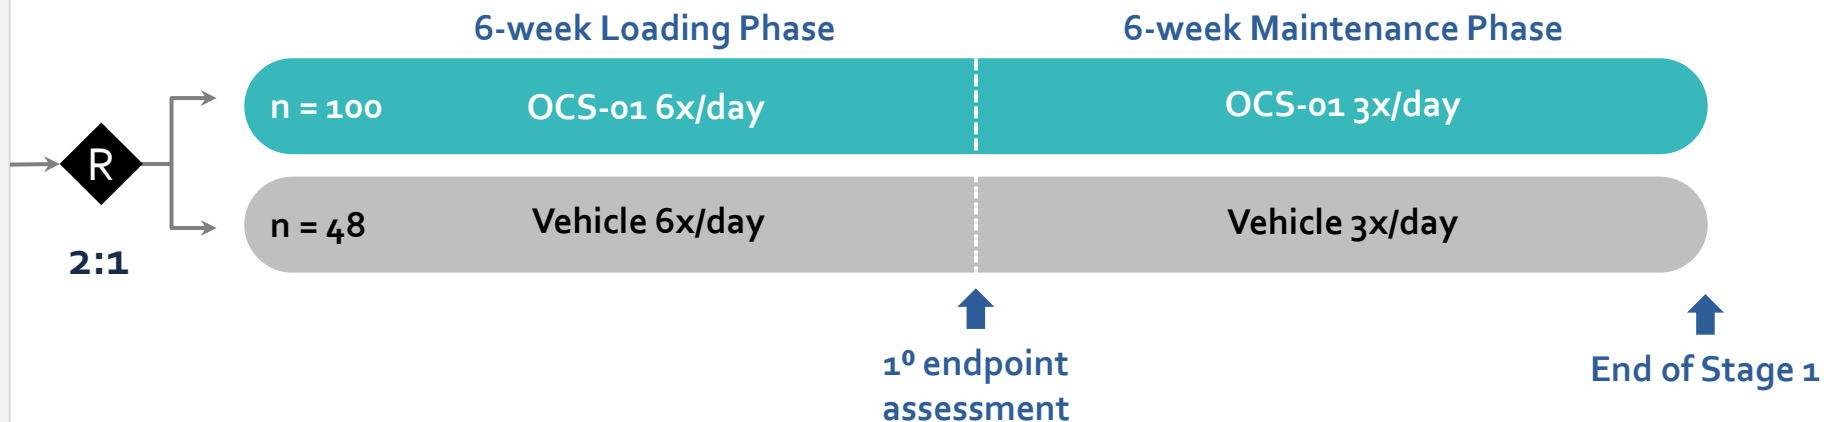 6-week Loading Phase
6-week Maintenance Phase
n = 100
OCS-01 6x/day
OCS-01 3x/day
R
n = 48
Vehicle 6x/day
Vehicle 3x/day
2:1
1⁰ endpoint
assessment
End of Stage 1